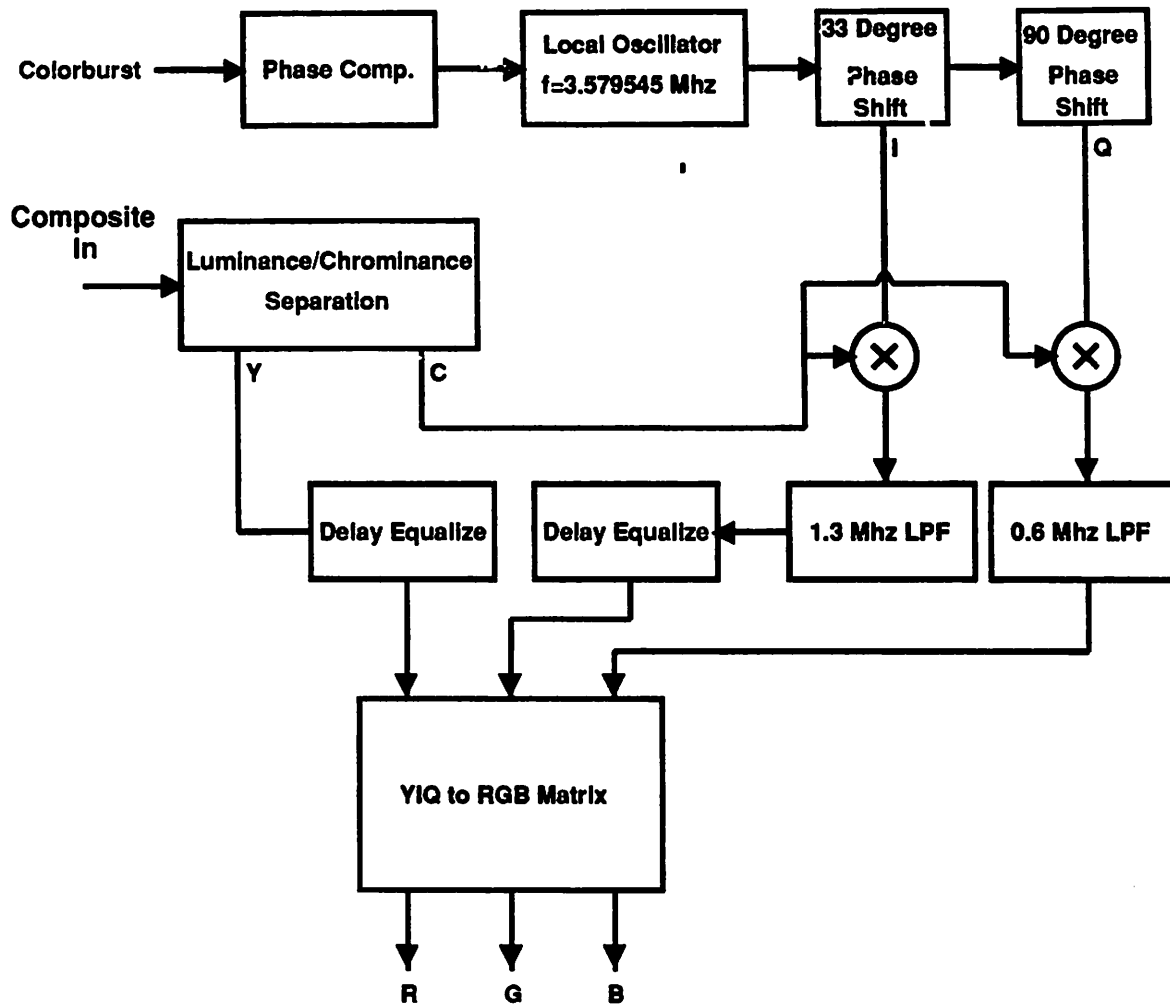 Colorburst
Phase Comp.
Local Oscillator
f=3.579545 Mhz
33 Degree
Phase
Shift
90 Degree
Phase
Shift
I
Q
Composite
In
Luminance/Chrominance
Separation
Y
C
Delay Equalize
Delay Equalize
1.3 Mhz LPF
0.6 Mhz LPF
YIQ to RGB Matrix
R
G
B